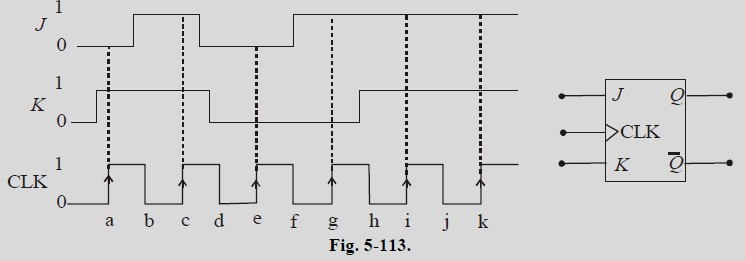 1
J
0
1
K
0
1
CLK
0
a b c d e f g h i j k
J Q
CLK
K Q̅
Fig. 5-113.